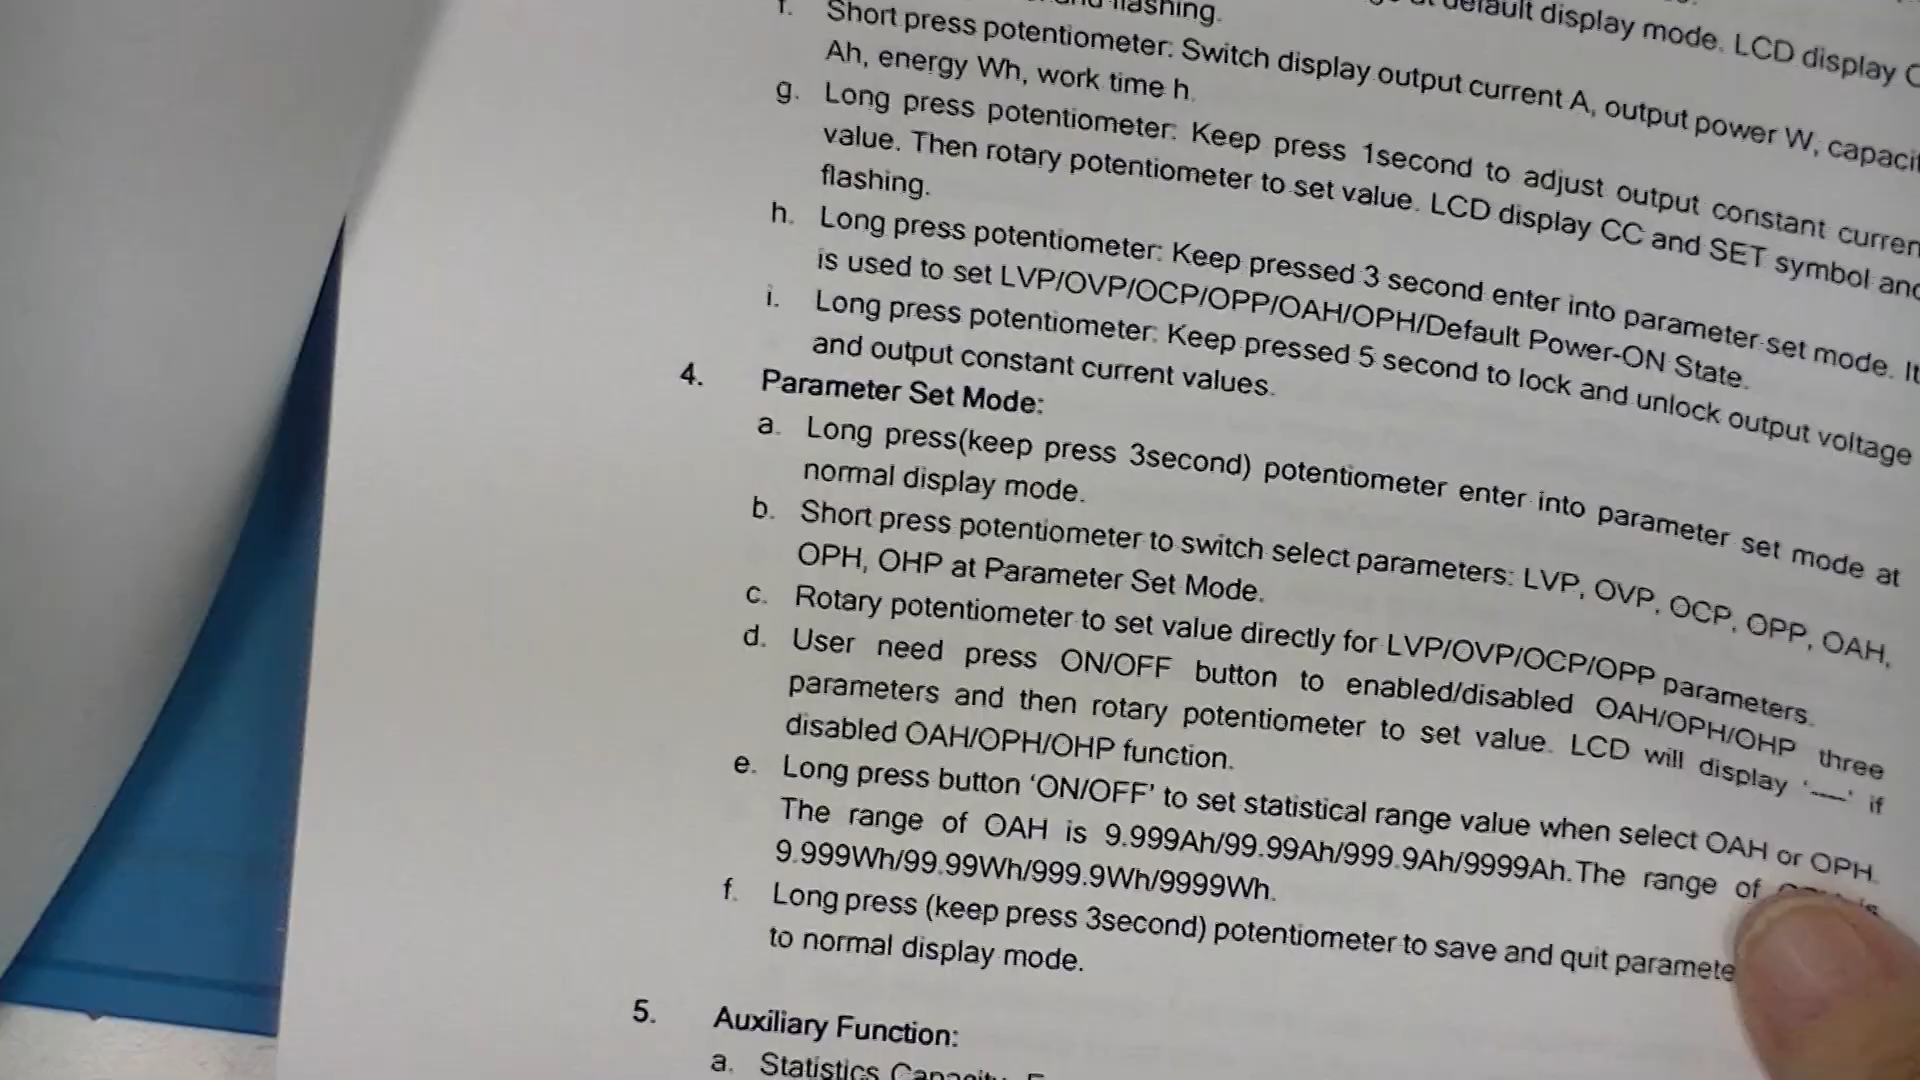 flashing.
default display mode. LCD display
f. Short press potentiometer: Switch display output current A, output power W, capacit
Ah, energy Wh, work time h.
g. Long press potentiometer: Keep press 1second to adjust output constant curren
value. Then rotary potentiometer to set value. LCD display CC and SET symbol and
flashing.
h. Long press potentiometer: Keep pressed 3 second enter into parameter set mode. It
is used to set LVP/OVP/OCP/OPP/OAH/OPH/Default Power-ON State.
i. Long press potentiometer: Keep pressed 5 second to lock and unlock output voltage
and output constant current values.
4. Parameter Set Mode:
a. Long press(keep press 3second) potentiometer enter into parameter set mode at
normal display mode.
b. Short press potentiometer to switch select parameters: LVP, OVP, OCP, OPP, OAH,
OPH, OHP at Parameter Set Mode.
c. Rotary potentiometer to set value directly for LVP/OVP/OCP/OPP parameters.
d. User need press ON/OFF button to enabled/disabled OAH/OPH/OHP three
parameters and then rotary potentiometer to set value. LCD will display '----' if
disabled OAH/OPH/OHP function.
e. Long press button ‘ON/OFF’ to set statistical range value when select OAH or OPH.
The range of OAH is 9.999Ah/99.99Ah/999.9Ah/9999Ah.The range of
9.999Wh/99.99Wh/999.9Wh/9999Wh.
f. Long press (keep press 3second) potentiometer to save and quit paramete
to normal display mode.
5. Auxiliary Function:
a. Statistics